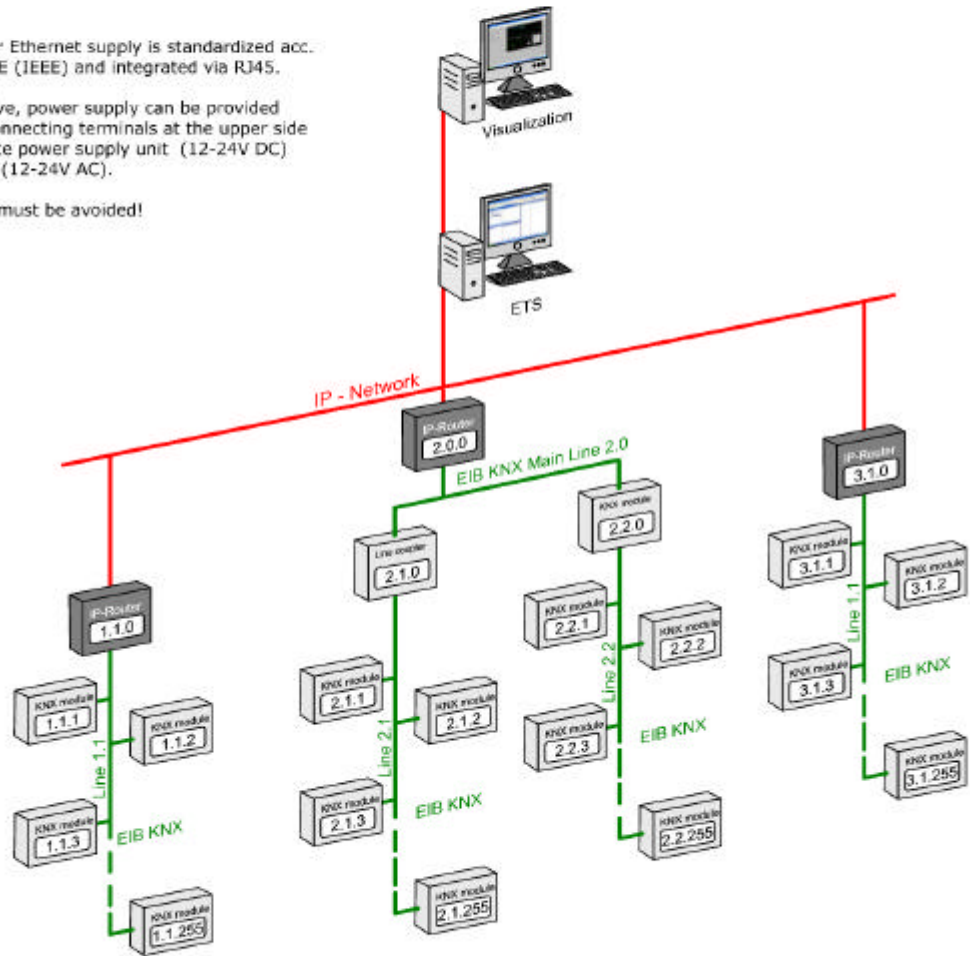 r Ethernet supply is standardized acc.
E (IEEE) and integrated via RJ45.
ve, power supply can be provided
onnecting terminals at the upper side
te power supply unit (12-24V DC)
(12-24V AC).
must be avoided!
Visualization
ETS
IP - Network
IP-Router
2.0.0
EIB KNX Main Line 2.0
IP-Router
3.1.0
KNX module
2.2.0
Line coupler
2.1.0
IP-Router
1.1.0
KNX module
3.1.1
KNX module
3.1.2
Line 1.1
KNX module
3.1.3
EIB KNX
KNX module
3.1.255
KNX module
2.2.1
KNX module
2.2.2
Line 2.2
KNX module
2.2.3
EIB KNX
KNX module
2.2.255
KNX module
2.1.1
KNX module
2.1.2
Line 2.1
KNX module
2.1.3
EIB KNX
KNX module
2.1.255
KNX module
1.1.1
KNX module
1.1.2
Line 1.1
KNX module
1.1.3
EIB KNX
KNX module
1.1.255